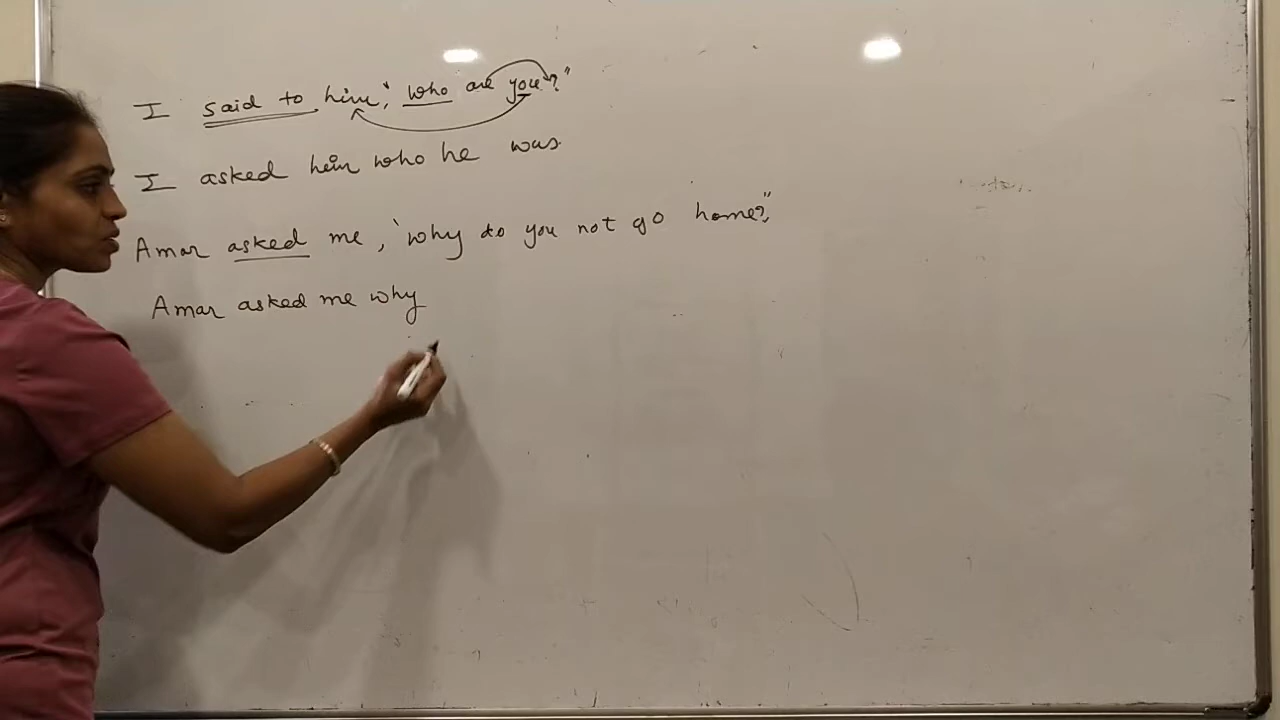 I said to him, "who are you?"
I asked him who he was.
Amar asked me, "why do you not go home?"
Amar asked me why